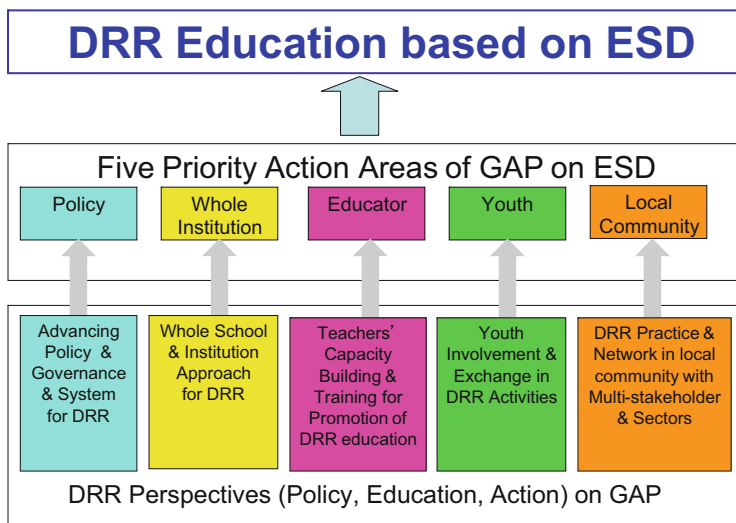 DRR Education based on ESD
Five Priority Action Areas of GAP on ESD
Policy
Whole
Institution
Educator
Youth
Local
Community
Advancing
Policy &
Governance
& System
for DRR
Whole School
& Institution
Approach
for DRR
Teachers’
Capacity
Building &
Training for
Promotion of
DRR education
Youth
Involvement &
Exchange in
DRR Activities
DRR Practice &
Network in local
community with
Multi-stakeholder
& Sectors
DRR Perspectives (Policy, Education, Action) on GAP